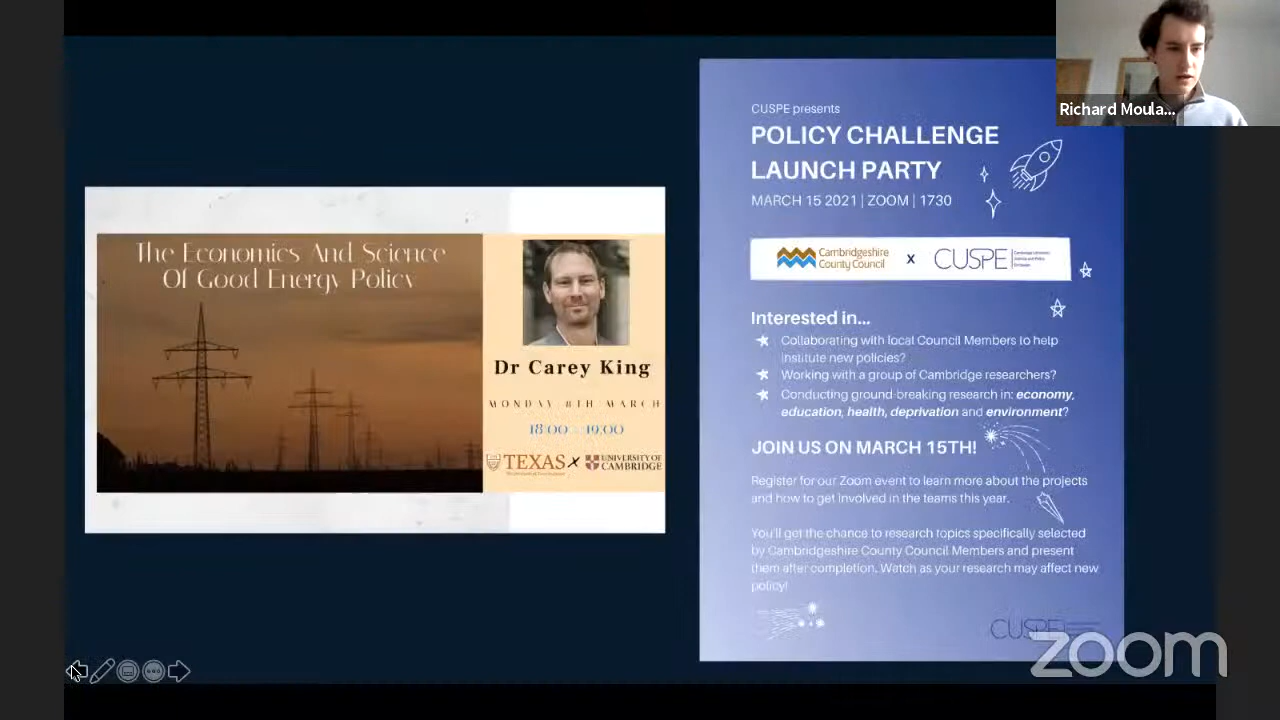 The Economics And Science
Of Good Energy Policy
Dr Carey King
MONDAY 8TH MARCH
18:00 - 19:00
TEXAS
X
UNIVERSITY OF
CAMBRIDGE
CUSPE presents
POLICY CHALLENGE
LAUNCH PARTY
MARCH 15 2021 | ZOOM | 1730
Cambridgeshire
County Council
X
CUSPE
Interested in...
Collaborating with local Council Members to help
institute new policies?
Working with a group of Cambridge researchers?
Conducting ground-breaking research in: economy,
education, health, deprivation and environment?
JOIN US ON MARCH 15TH!
Register for our Zoom event to learn more about the projects
and how to get involved in the teams this year.
You'll get the chance to research topics specifically selected
by Cambridgeshire County Council Members and present
them after completion. Watch as your research may affect new
policy!
CUSPE
Richard Moula...
zoom